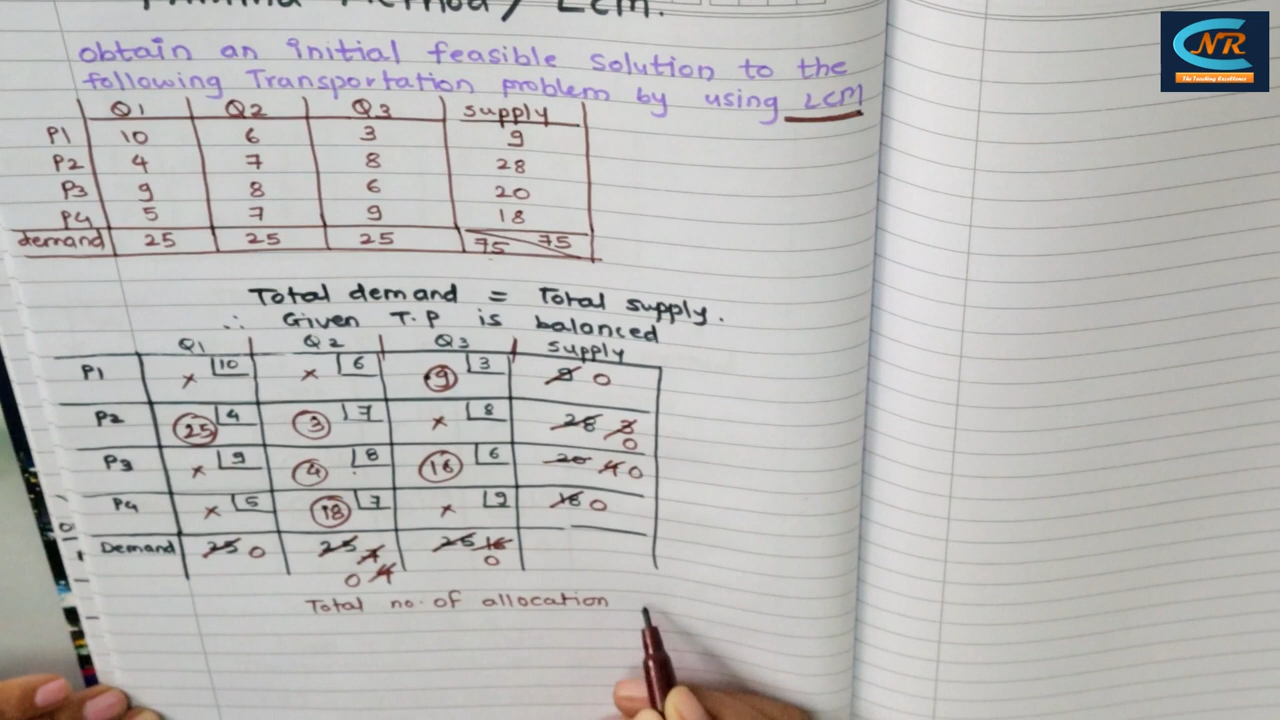 obtain an initial feasible solution to the
following Transportation problem by using LCM
Q1 Q2 Q3 supply
P1 10 6 3 9
P2 4 7 8 28
P3 9 8 6 20
P4 5 7 9 18
demand 25 25 25 75 75
Total demand = Total supply.
∴ Given T.P is balanced
Q1 Q2 Q3 supply
P1 × 10 × 6 9 3 9 0
P2 25 4 3 7 × 8 28 3 0
P3 × 9 4 8 16 6 20 4 0
P4 × 5 18 7 × 9 18 0
Demand 25 0 25 7 25 16
0 4 0
Total no. of allocation
NR
The Teaching Excellence